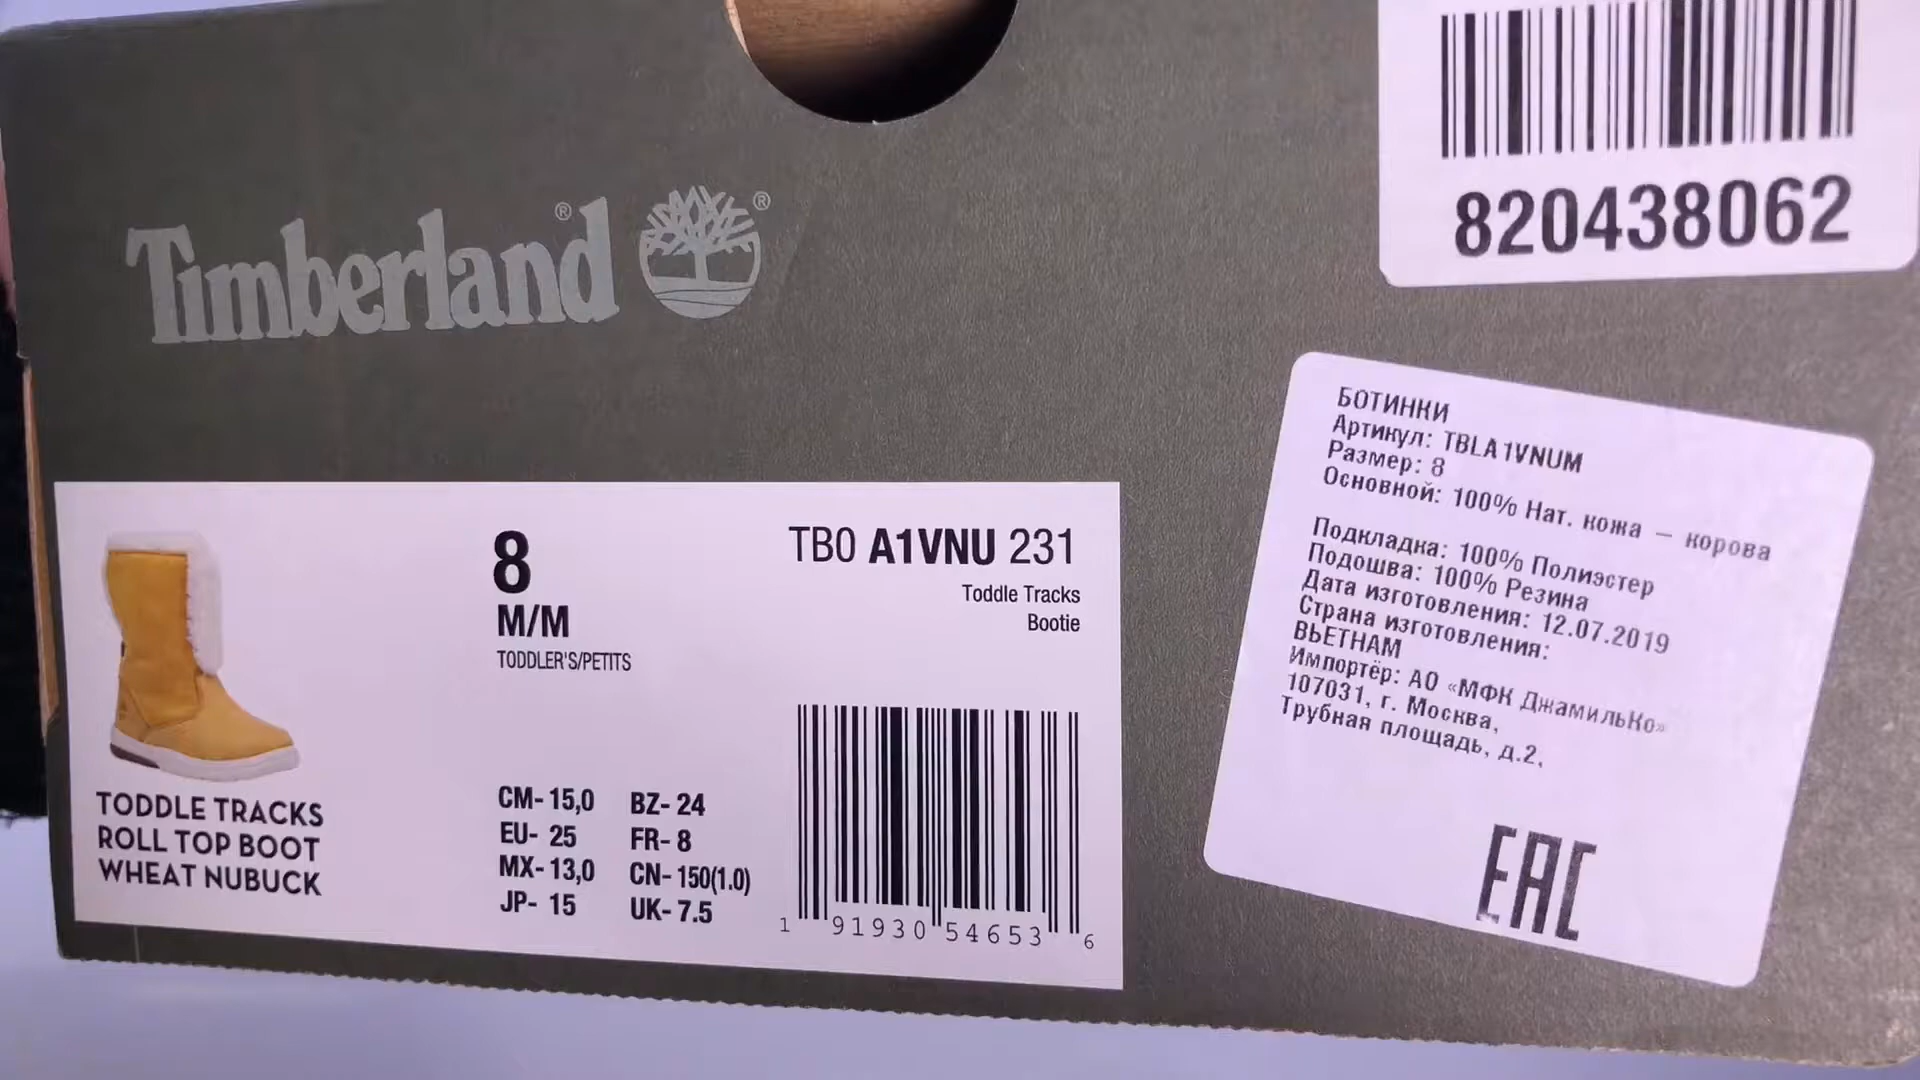 Timberland®
®
820438062
БОТИНКИ
Артикул: TBLA1VNUM
Размер: 8
Основной: 100% Нат. кожа – корова
Подкладка: 100% Полиэстер
Подошва: 100% Резина
Дата изготовления: 12.07.2019
Страна изготовления:
ВЬЕТНАМ
Импортёр: АО «МФК ДжамильКо»
107031, г. Москва,
Трубная площадь, д.2,
EAC
TODDLE TRACKS
ROLL TOP BOOT
WHEAT NUBUCK
8
M/M
TODDLER'S/PETITS
TB0 A1VNU 231
Toddle Tracks
Bootie
CM- 15,0 BZ- 24
EU- 25 FR- 8
MX- 13,0 CN- 150(1.0)
JP- 15 UK- 7.5
1 91930 54653 6